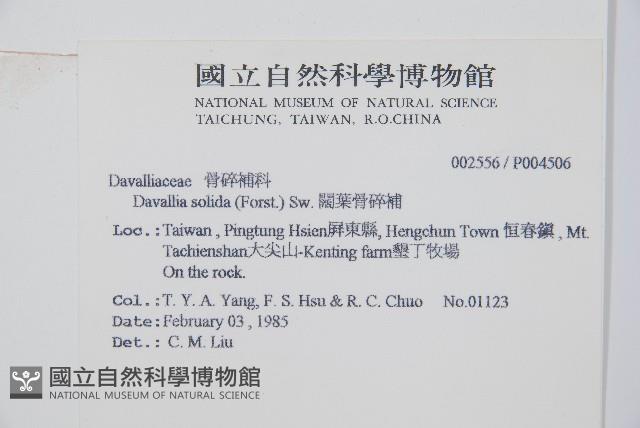 國立自然科學博物館
NATIONAL MUSEUM OF NATURAL SCIENCE
TAICHUNG, TAIWAN, R.O.CHINA
002556 / P004506
Davalliaceae 骨碎補科
Davallia solida (Forst.) Sw. 闊葉骨碎補
Loc.:Taiwan , Pingtung Hsien屏東縣, Hengchun Town 恒春鎮 , Mt.
Tachienshan大尖山-Kenting farm墾丁牧場
On the rock.
Col.:T. Y. A. Yang, F. S. Hsu & R. C. Chuo No.01123
Date:February 03 , 1985
Det.: C. M. Liu
國立自然科學博物館
NATIONAL MUSEUM OF NATURAL SCIENCE